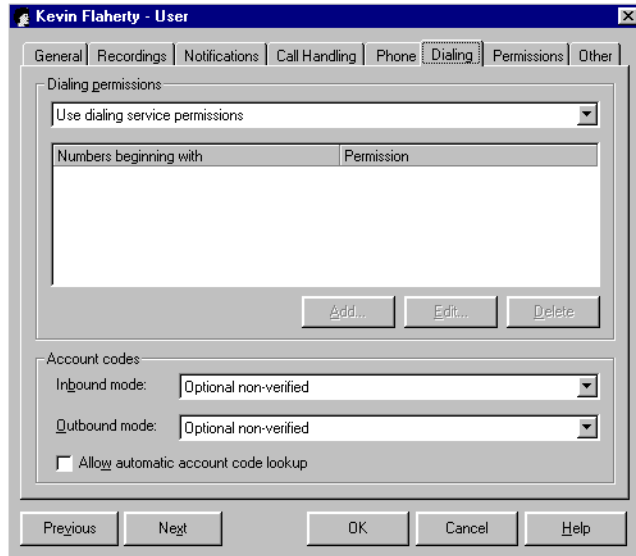 Kevin Flaherty - User
General Recordings Notifications Call Handling Phone Dialing Permissions Other
Dialing permissions
Use dialing service permissions
Numbers beginning with Permission
Add... Edit... Delete
Account codes
Inbound mode: Optional non-verified
Outbound mode: Optional non-verified
Allow automatic account code lookup
Previous Next OK Cancel Help